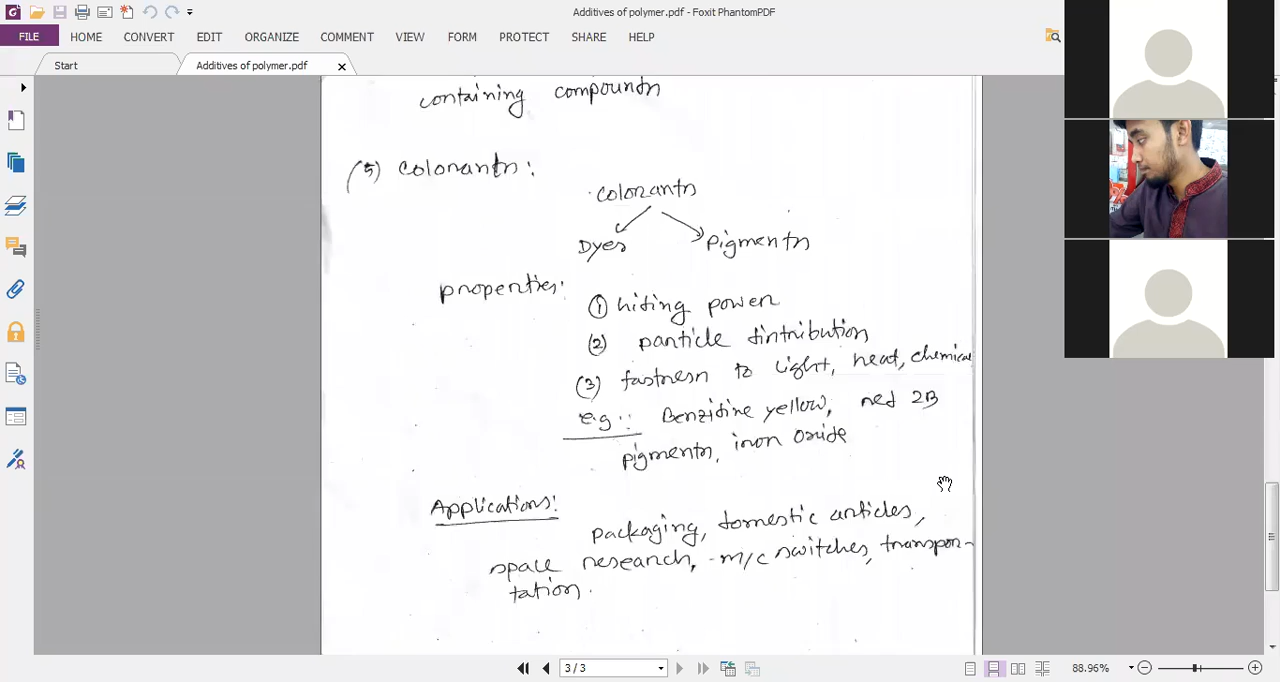 Additives of polymer.pdf - Foxit PhantomPDF
FILE HOME CONVERT EDIT ORGANIZE COMMENT VIEW FORM PROTECT SHARE HELP
Start Additives of polymer.pdf
containing compounds
(5) Colorants:
Colorants
Dyes Pigments
Properties:
(1) hiding power
(2) particle distribution
(3) fastness to light, heat, chemical
e.g.: Benzidine yellow, red 2B
pigments, iron oxide
Applications:
packaging, domestic articles,
space research, m/c switches, transpor-
tation.
3 / 3
88.96%